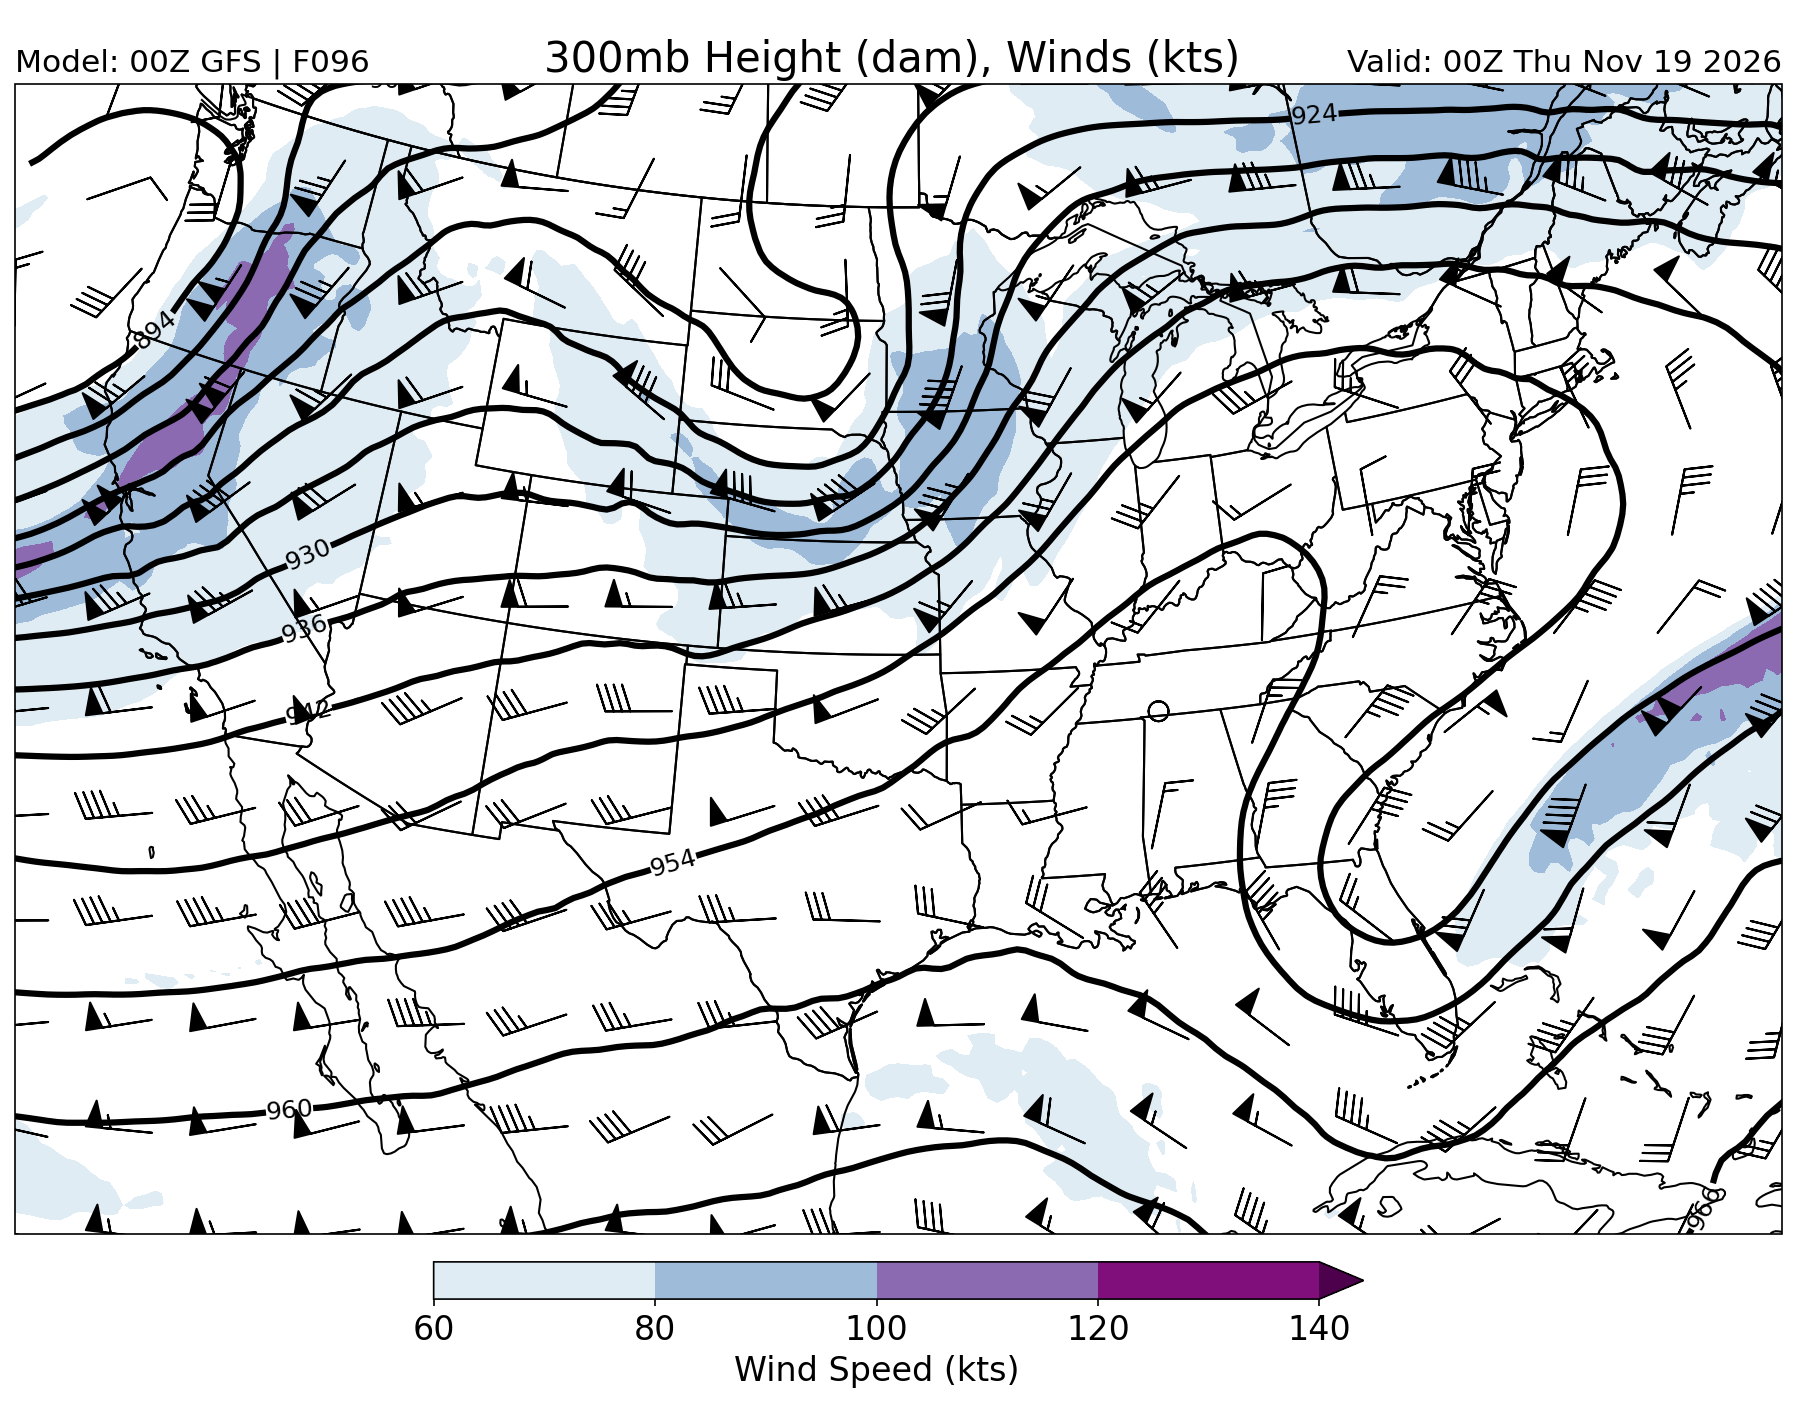 Model: 00Z GFS | F096
300mb Height (dam), Winds (kts)
Valid: 00Z Thu Nov 19 2026
924
894
930
936
942
954
960
966
60 80 100 120 140
Wind Speed (kts)